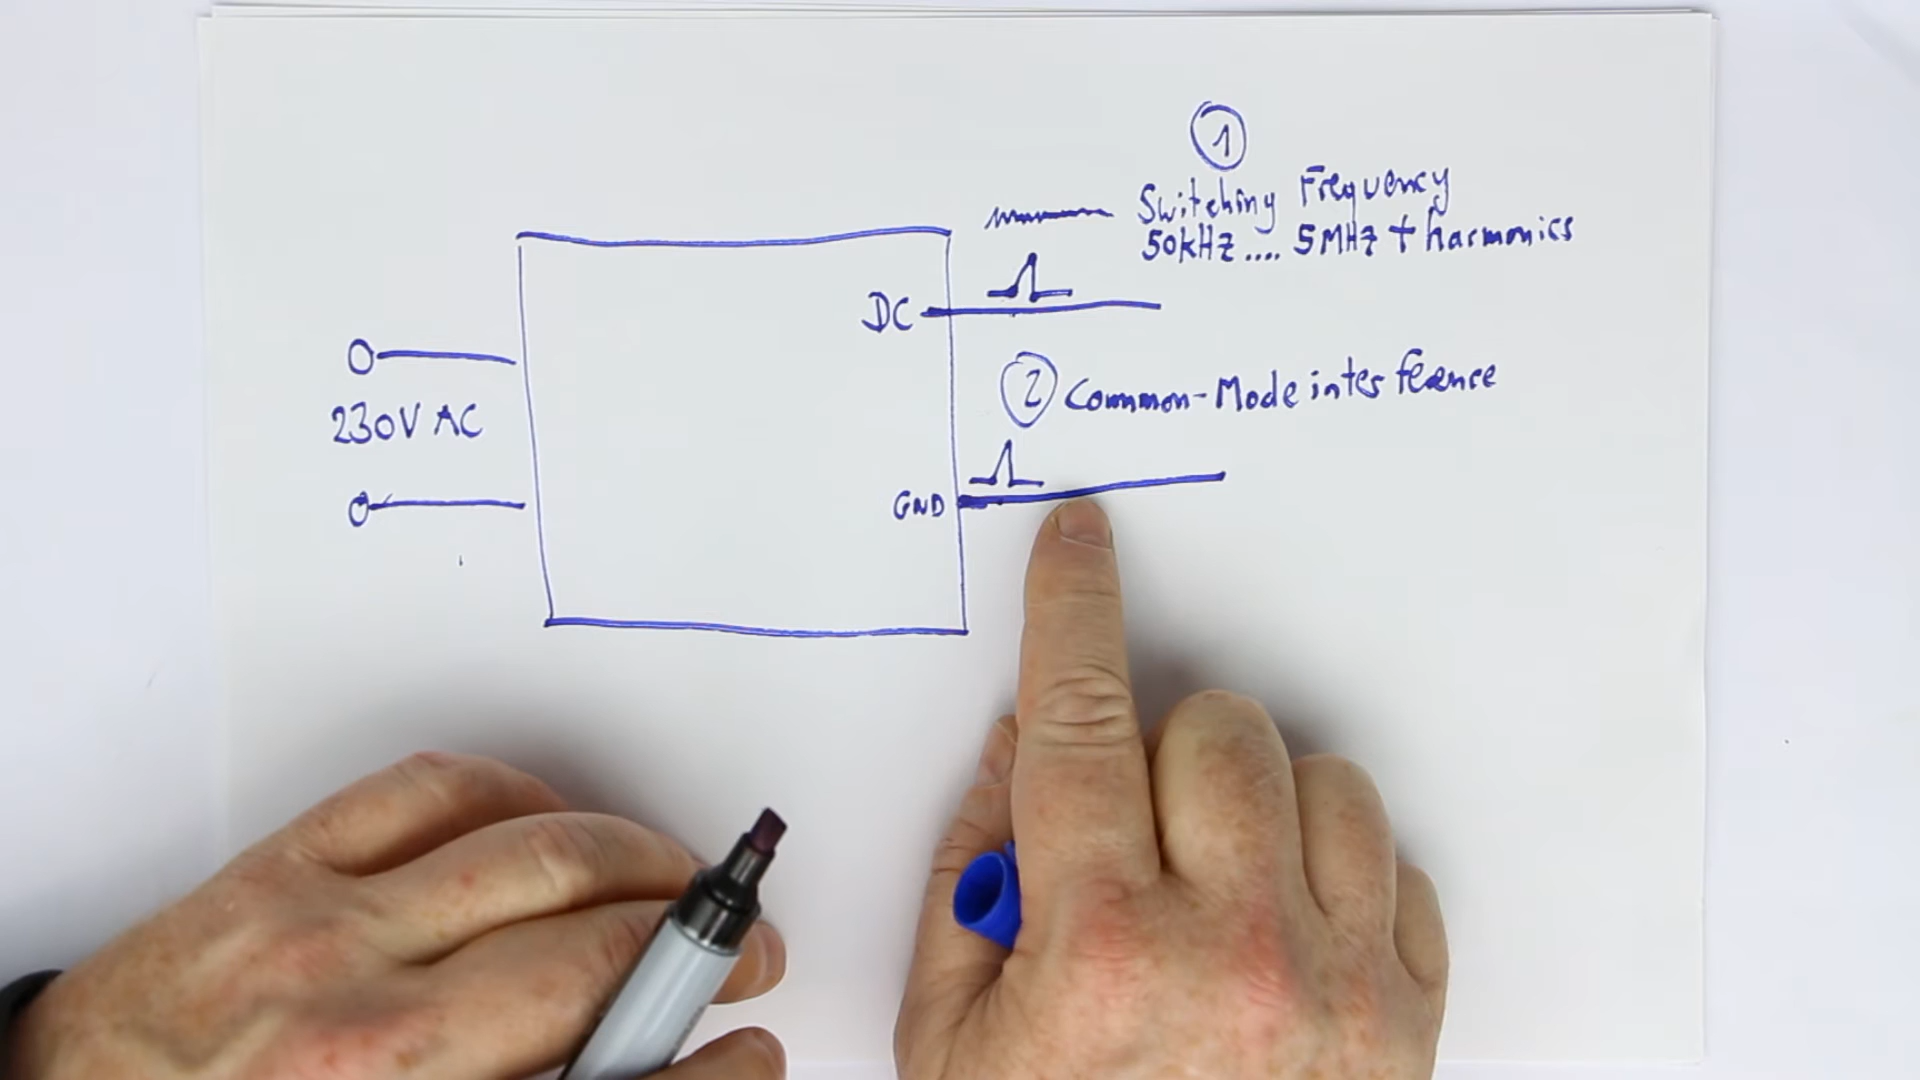 1
Switching Frequency
50kHz.... 5MHz + harmonics
DC
2 Common-Mode interference
230V AC
GND